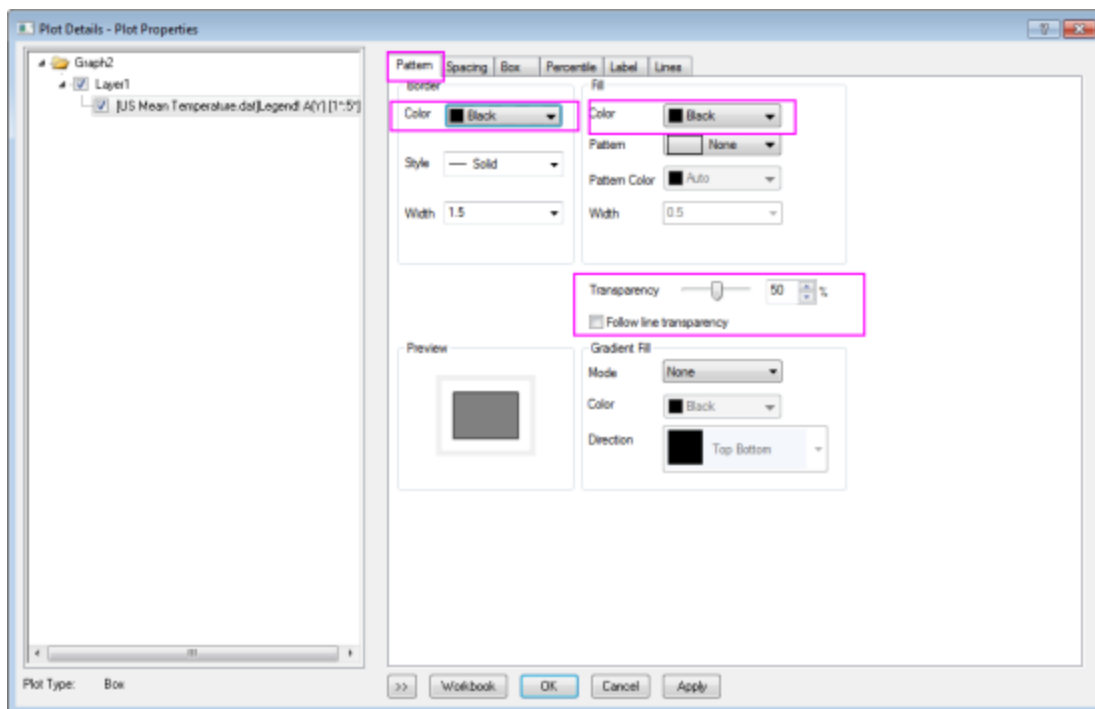 Plot Details - Plot Properties
Graph2
Layer1
[US Mean Temperature.dat]Legend! A(Y) [1*:5*]
Plot Type: Box
Pattern Spacing Box Percentile Label Lines
Border
Color Black
Style Solid
Width 1.5
Fill
Color Black
Pattern None
Pattern Color Auto
Width 0.5
Transparency 50 %
Follow line transparency
Preview
Gradient Fill
Mode None
Color Black
Direction Top Bottom
>> Workbook OK Cancel Apply